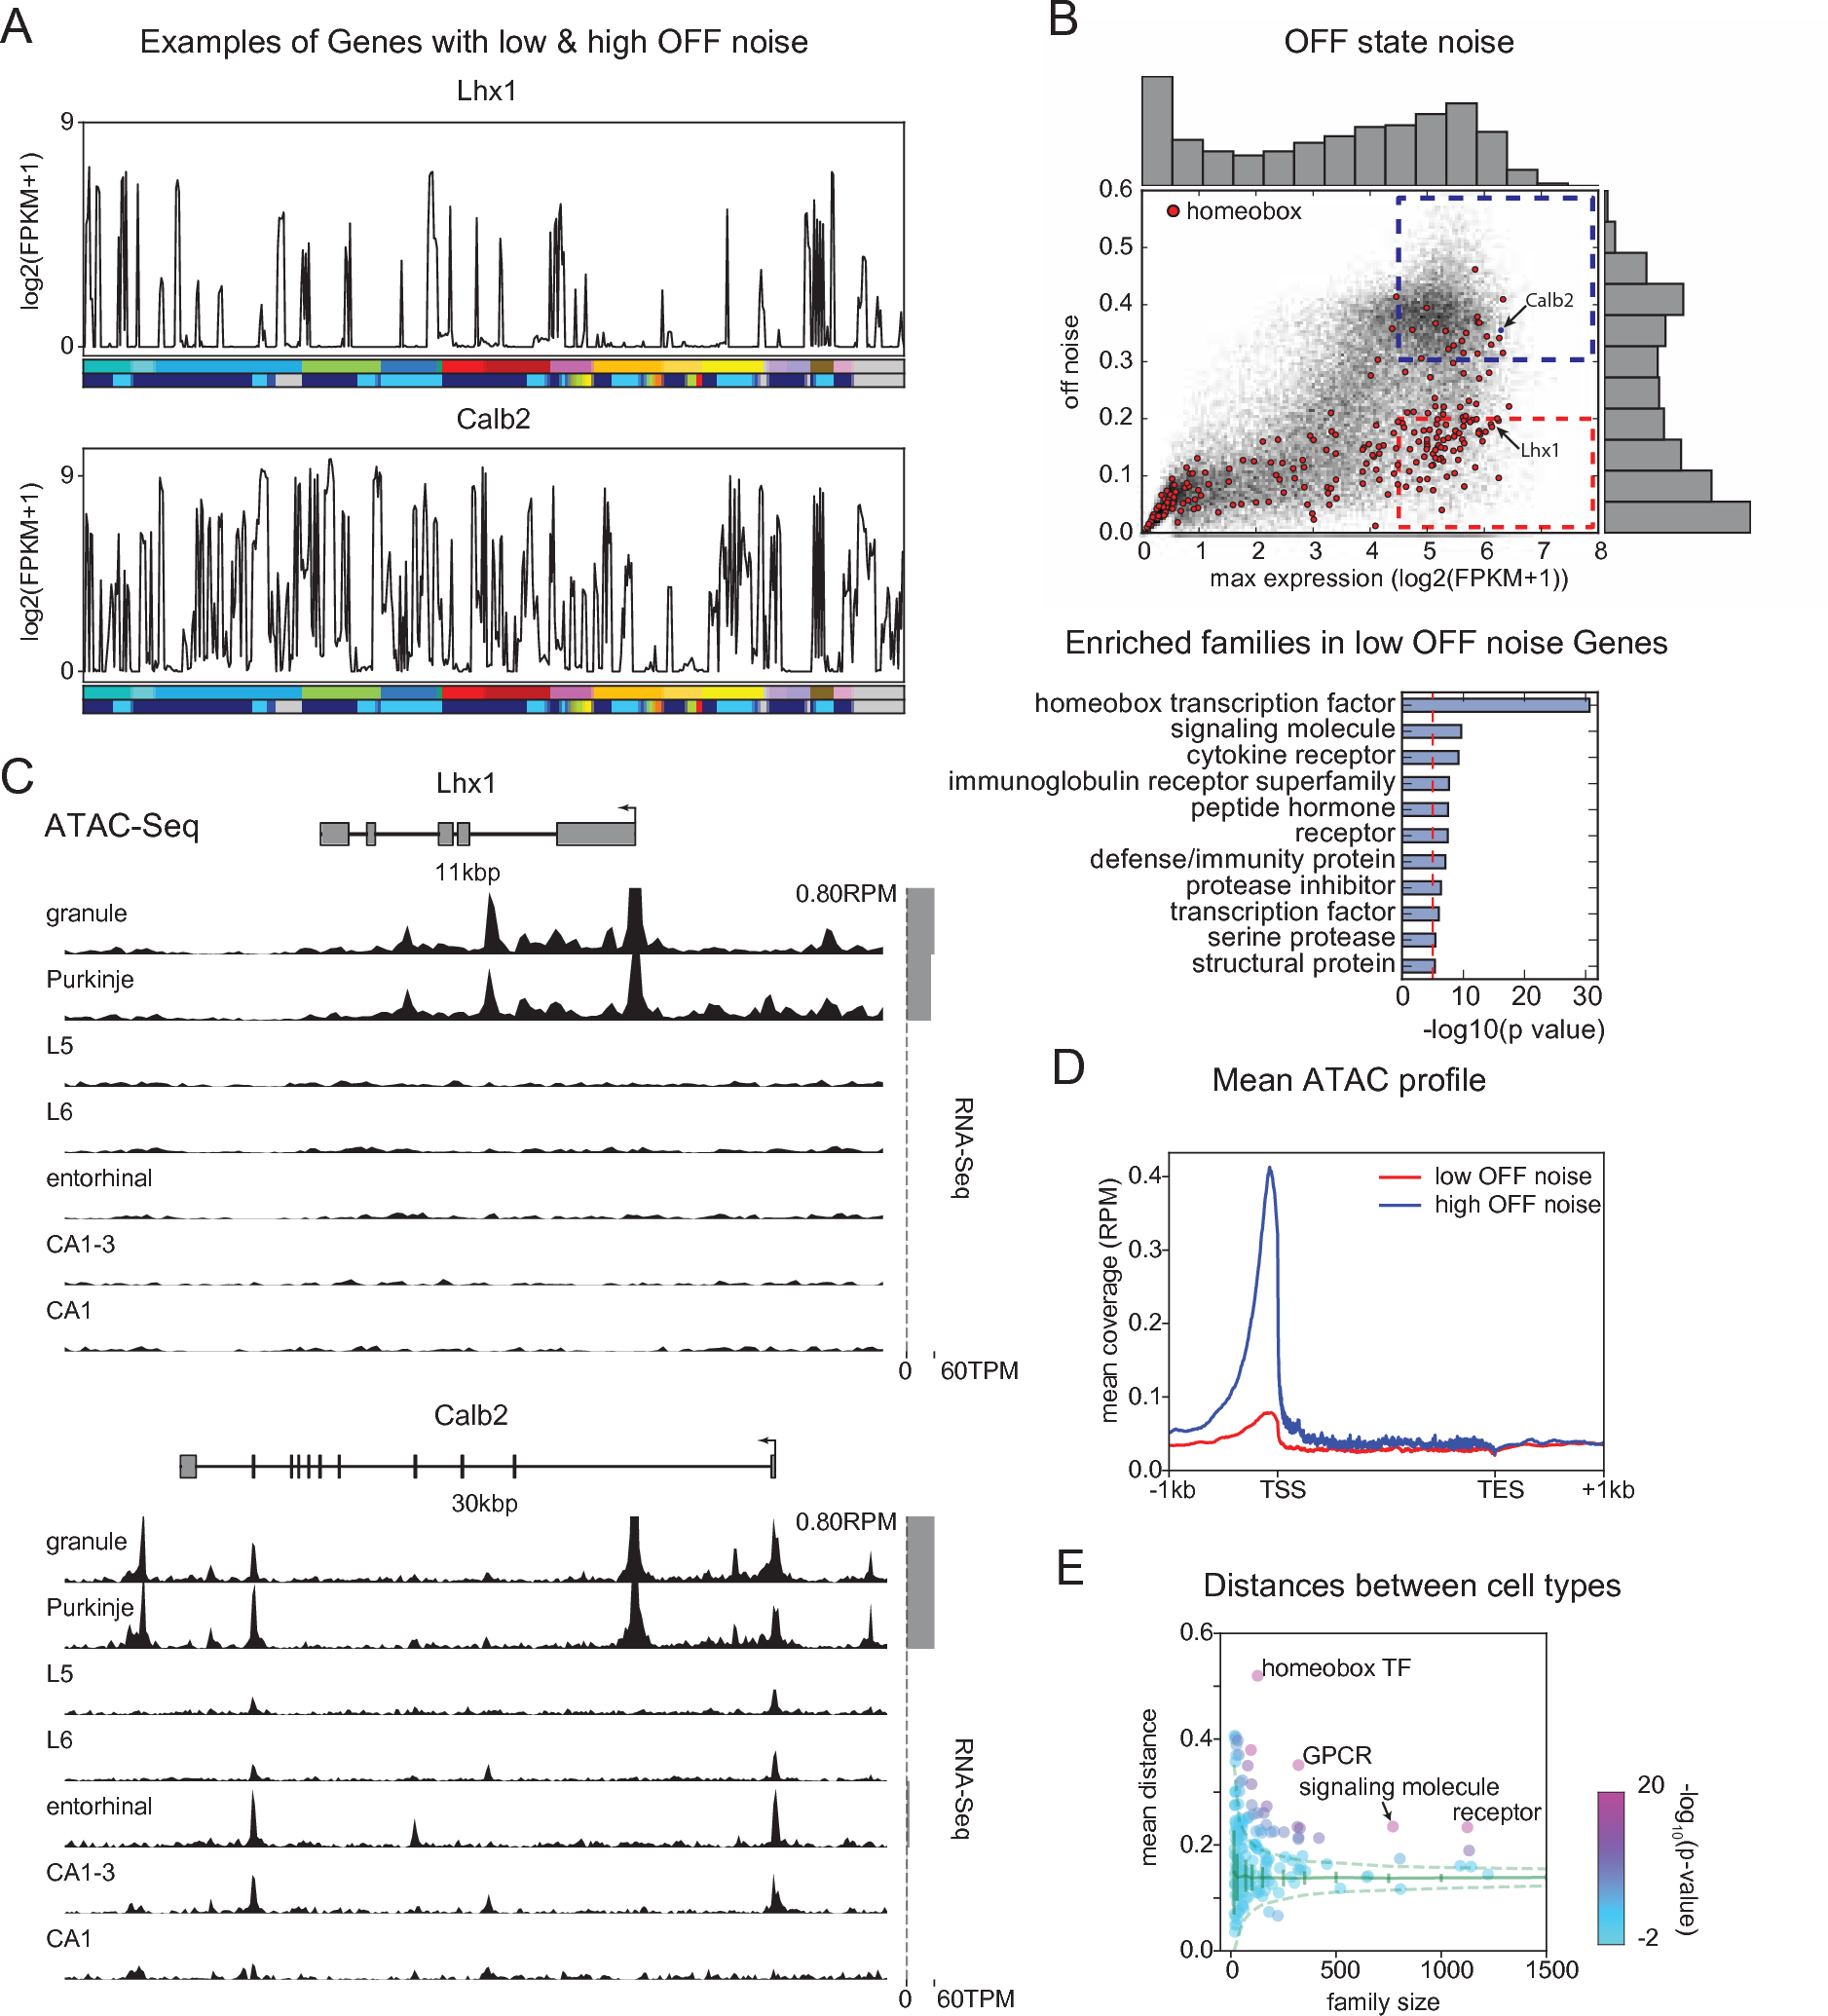 A
Examples of Genes with low & high OFF noise
Lhx1
9
log2(FPKM+1)
0
Calb2
9
log2(FPKM+1)
0
B
OFF state noise
0.6
0.5
0.4
0.3
0.2
0.1
0.0
off noise
homeobox
Calb2
Lhx1
0 1 2 3 4 5 6 7 8
max expression (log2(FPKM+1))
Enriched families in low OFF noise Genes
homeobox transcription factor
signaling molecule
cytokine receptor
immunoglobulin receptor superfamily
peptide hormone
receptor
defense/immunity protein
protease inhibitor
transcription factor
serine protease
structural protein
0 10 20 30
-log10(p value)
C
Lhx1
ATAC-Seq
11kbp
0.80RPM
granule
Purkinje
L5
L6
entorhinal
CA1-3
CA1
RNA-Seq
0 60TPM
Calb2
30kbp
0.80RPM
granule
Purkinje
L5
L6
entorhinal
CA1-3
CA1
RNA-Seq
0 60TPM
D
Mean ATAC profile
mean coverage (RPM)
0.4
0.3
0.2
0.1
0.0
low OFF noise
high OFF noise
-1kb TSS TES +1kb
E
Distances between cell types
mean distance
0.6
0.4
0.2
0.0
homeobox TF
GPCR
signaling molecule
receptor
0 500 1000 1500
family size
20
-2
-log10(p-value)